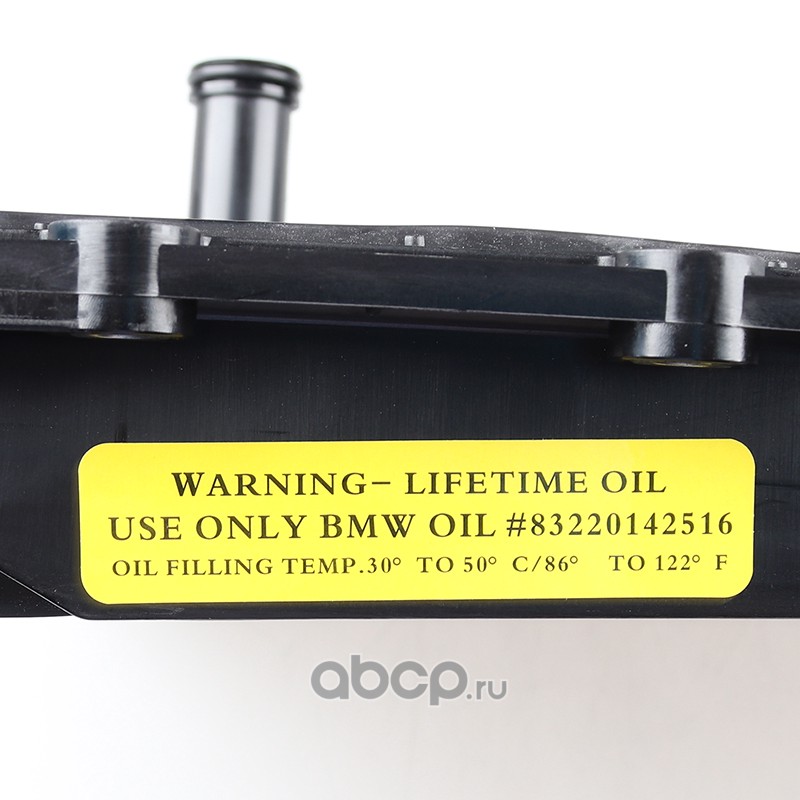 WARNING– LIFETIME OIL
USE ONLY BMW OIL #83220142516
OIL FILLING TEMP.30° TO 50° C/86° TO 122° F
abcp.ru